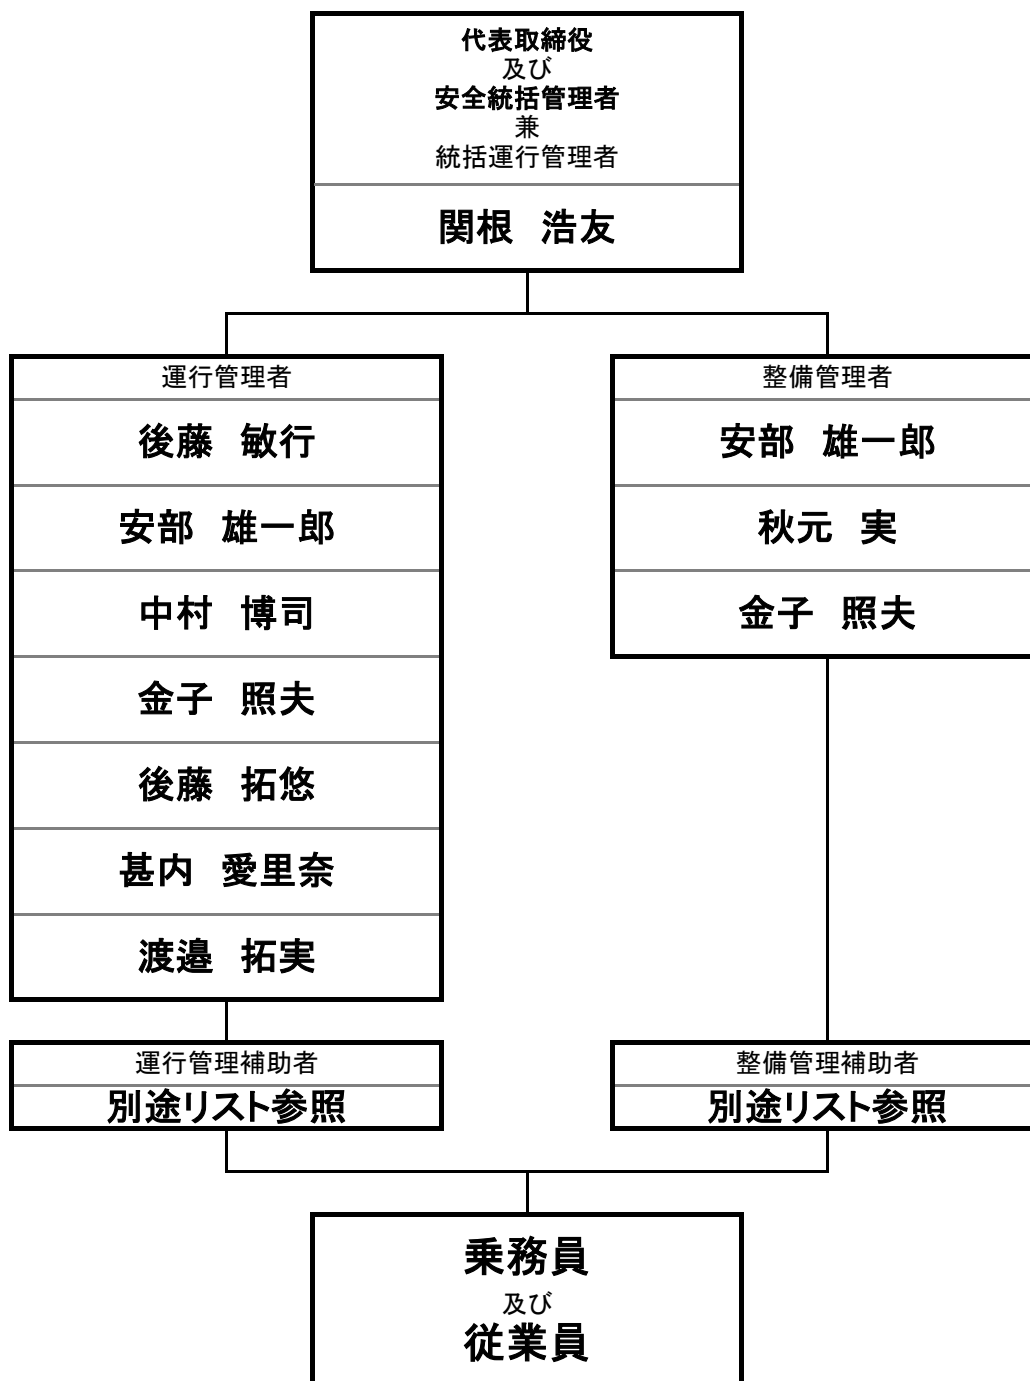 代表取締役
及び
安全統括管理者
兼
統括運行管理者
関根　浩友
運行管理者
後藤　敏行
安部　雄一郎
中村　博司
金子　照夫
後藤　拓悠
甚内　愛里奈
渡邉　拓実
整備管理者
安部　雄一郎
秋元　実
金子　照夫
運行管理補助者
別途リスト参照
整備管理補助者
別途リスト参照
乗務員
及び
従業員